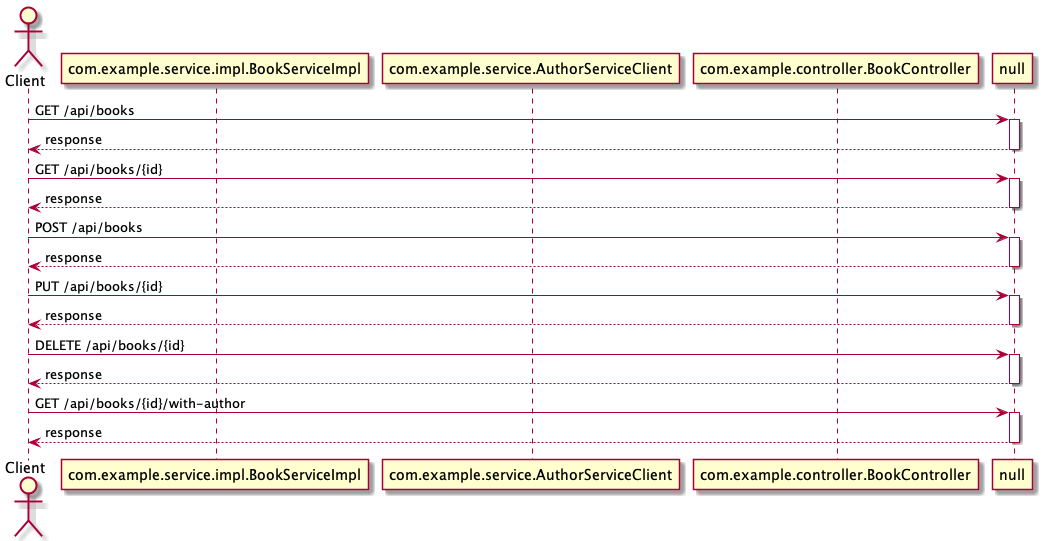 Client
com.example.service.impl.BookServiceImpl
com.example.service.AuthorServiceClient
com.example.controller.BookController
null
GET /api/books
response
GET /api/books/{id}
response
POST /api/books
response
PUT /api/books/{id}
response
DELETE /api/books/{id}
response
GET /api/books/{id}/with-author
response
Client
com.example.service.impl.BookServiceImpl
com.example.service.AuthorServiceClient
com.example.controller.BookController
null